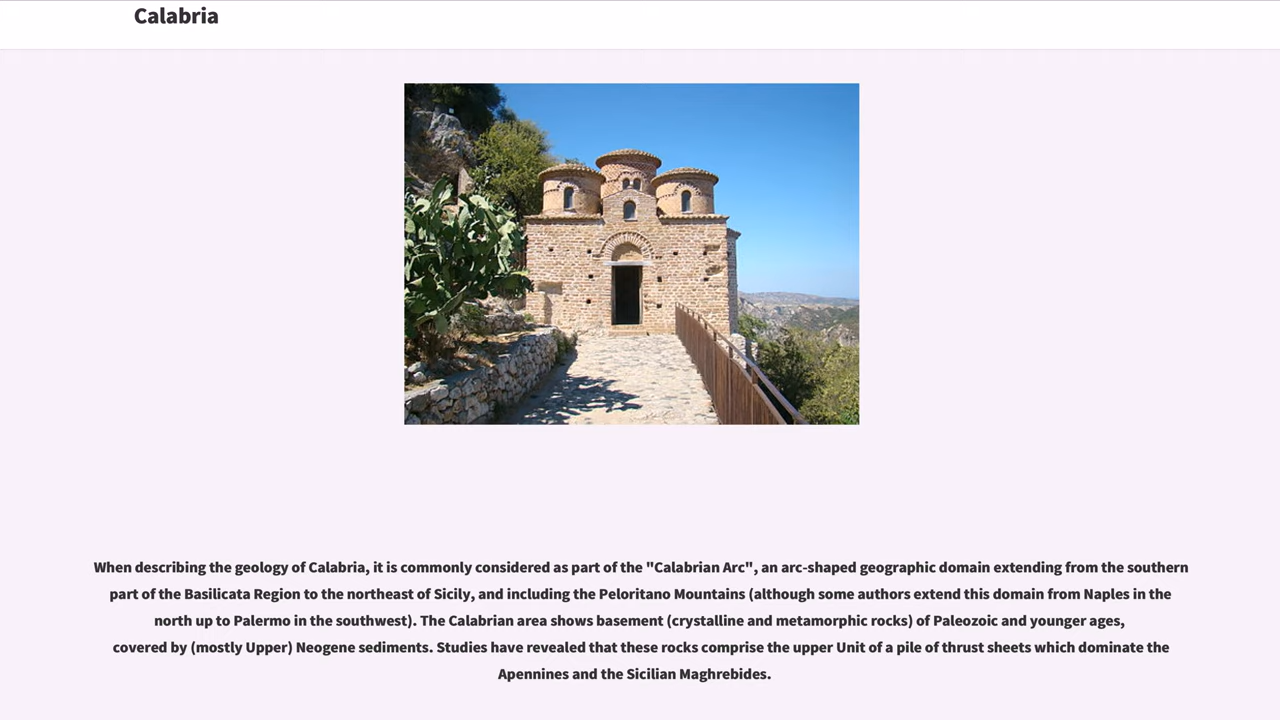 Calabria
When describing the geology of Calabria, it is commonly considered as part of the "Calabrian Arc", an arc-shaped geographic domain extending from the southern
part of the Basilicata Region to the northeast of Sicily, and including the Peloritano Mountains (although some authors extend this domain from Naples in the
north up to Palermo in the southwest). The Calabrian area shows basement (crystalline and metamorphic rocks) of Paleozoic and younger ages,
covered by (mostly Upper) Neogene sediments. Studies have revealed that these rocks comprise the upper Unit of a pile of thrust sheets which dominate the
Apennines and the Sicilian Maghrebides.